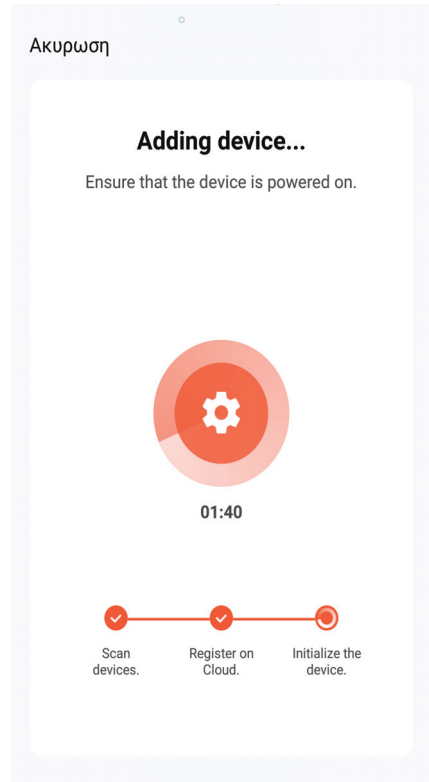 Ακυρωση
Adding device...
Ensure that the device is powered on.
01:40
Scan
devices.
Register on
Cloud.
Initialize the
device.